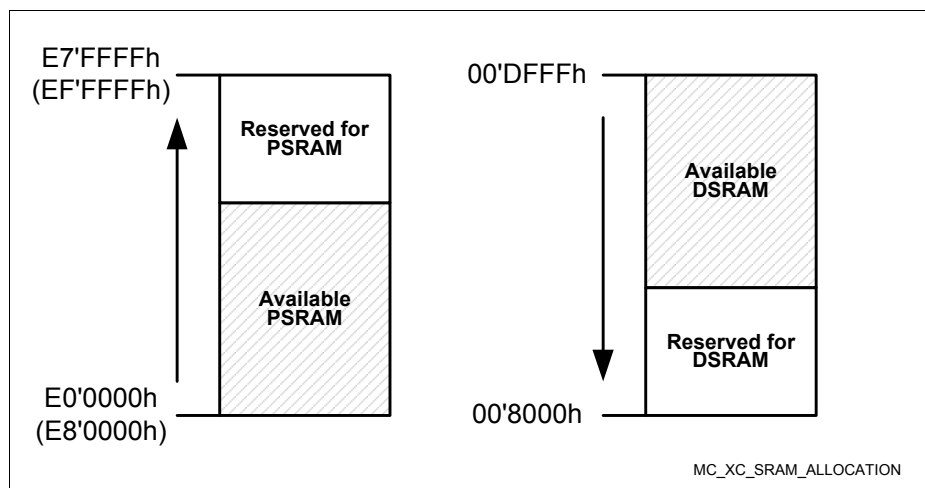 E7'FFFFh
(EF'FFFFh)
Reserved for
PSRAM
Available
PSRAM
E0'0000h
(E8'0000h)
00'DFFFh
Available
DSRAM
Reserved for
DSRAM
00'8000h
MC_XC_SRAM_ALLOCATION